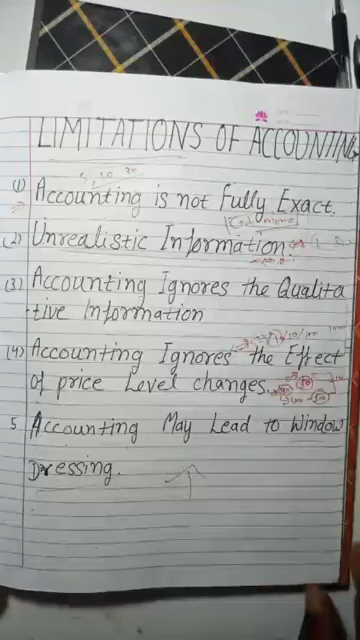 LIMITATIONS OF ACCOUNTING
(1) Accounting is not Fully Exact.
(2) Unrealistic Information.
(3) Accounting Ignores the Qualita
tive Information
(4) Accounting Ignores the Effect
of price Level changes.
5 Accounting May Lead to Window
Dressing.